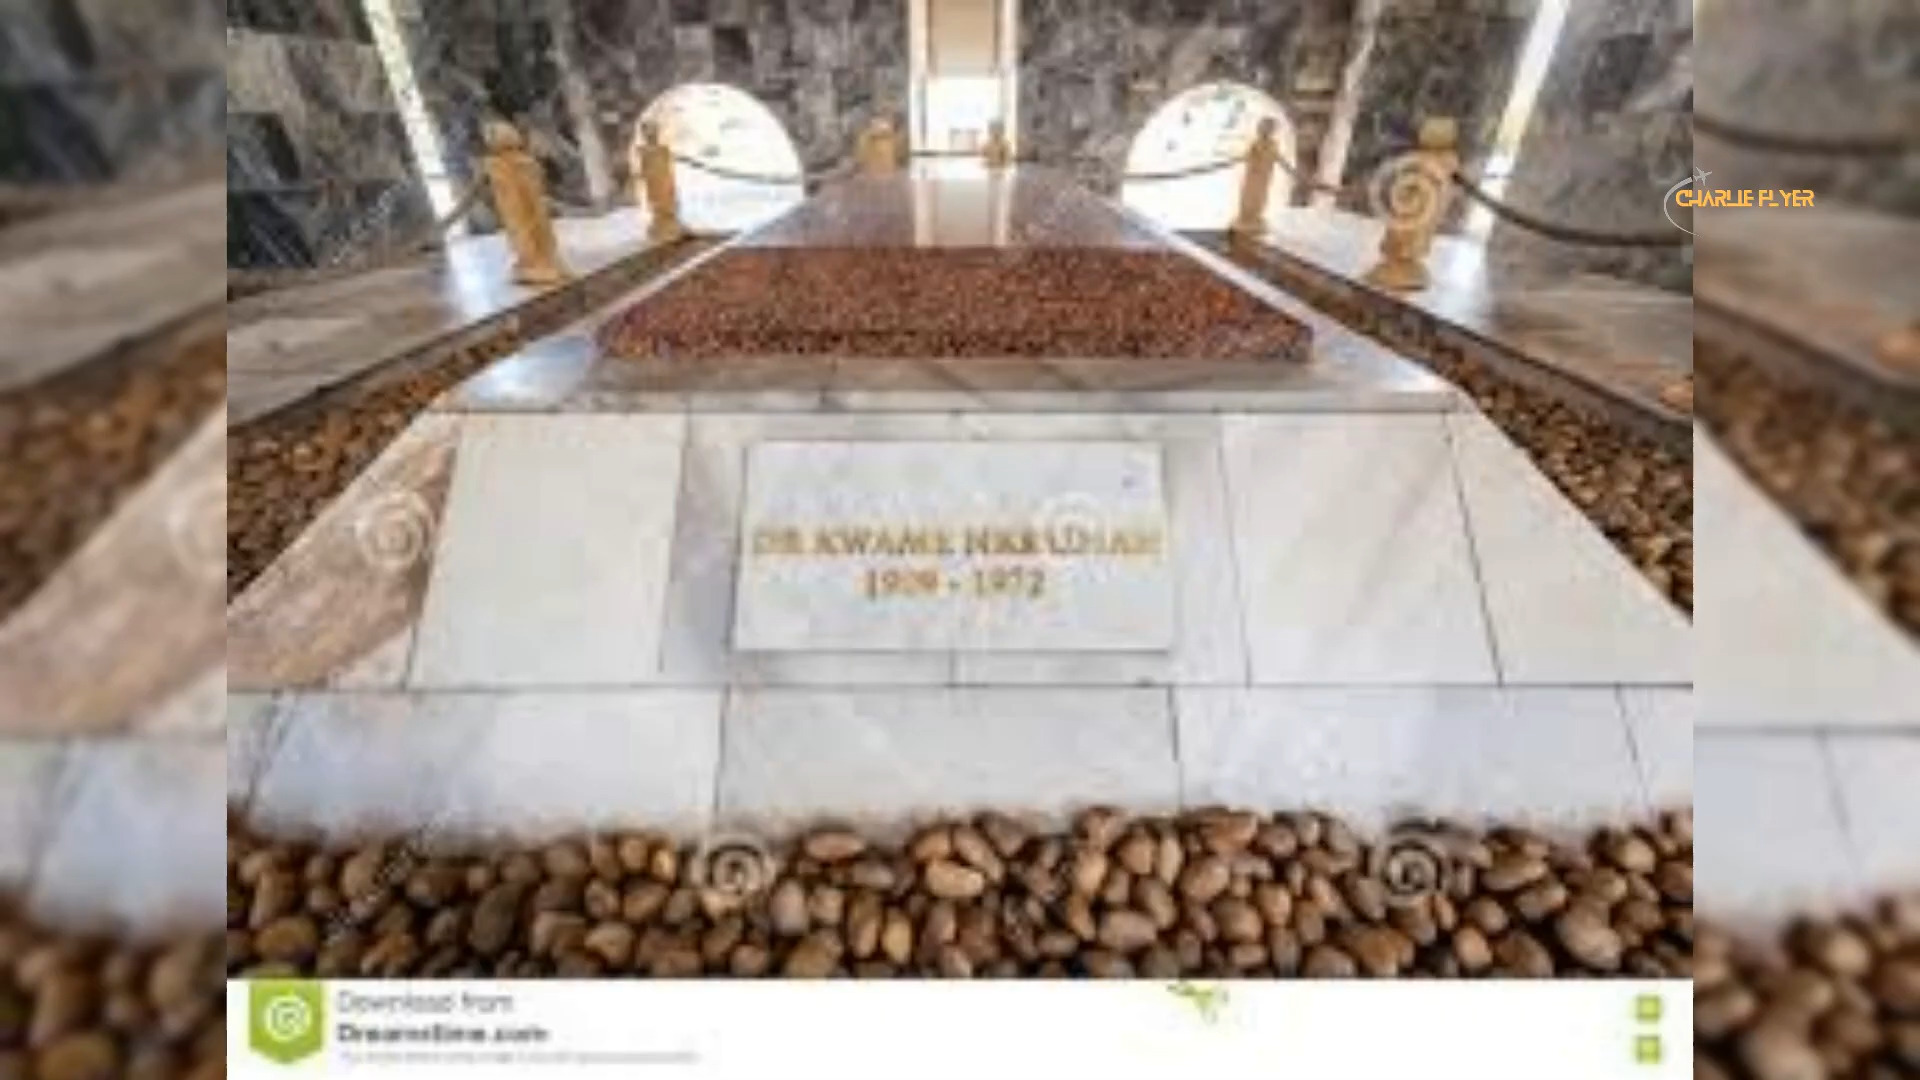 CHARLIE FLYER
DR KWAME NKRUMAH
1909 - 1972
Download from
Dreamstime.com